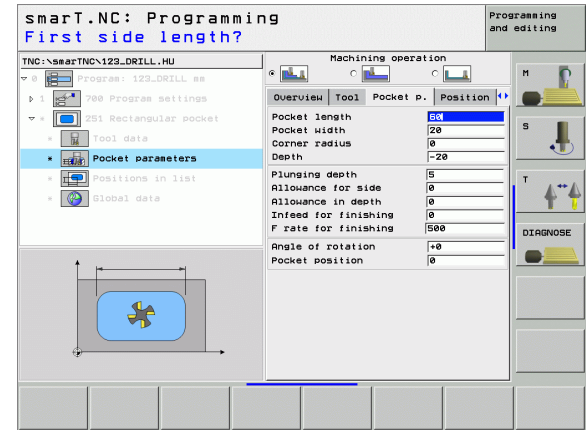 smarT.NC: Programming
First side length?
Programming
and editing
TNC:\smarTNC\123_DRILL.HU
0 Program: 123_DRILL mm
1 700 Program settings
* 251 Rectangular pocket
* Tool data
* Pocket parameters
* Positions in list
* Global data
Machining operation
Overview Tool Pocket p. Position
Pocket length 60
Pocket width 20
Corner radius 0
Depth -20
Plunging depth 5
Allowance for side 0
Allowance in depth 0
Infeed for finishing 0
F rate for finishing 500
Angle of rotation +0
Pocket position 0
M
S
T
DIAGNOSE